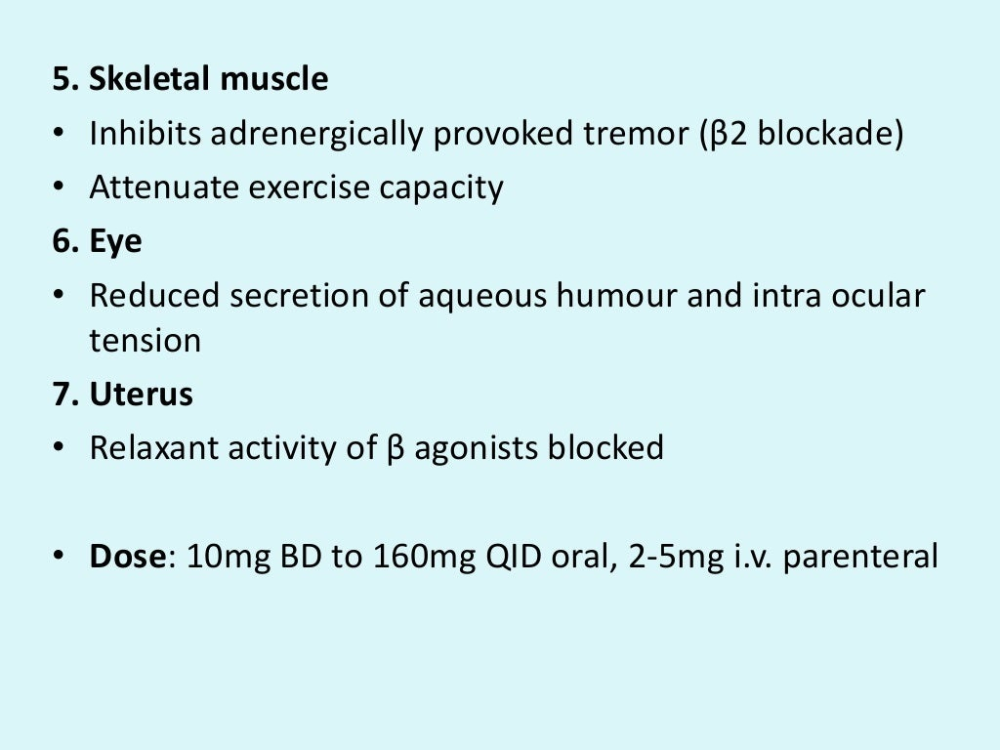 5. Skeletal muscle
• Inhibits adrenergically provoked tremor (β2 blockade)
• Attenuate exercise capacity
6. Eye
• Reduced secretion of aqueous humour and intra ocular
tension
7. Uterus
• Relaxant activity of β agonists blocked
• Dose: 10mg BD to 160mg QID oral, 2-5mg i.v. parenteral